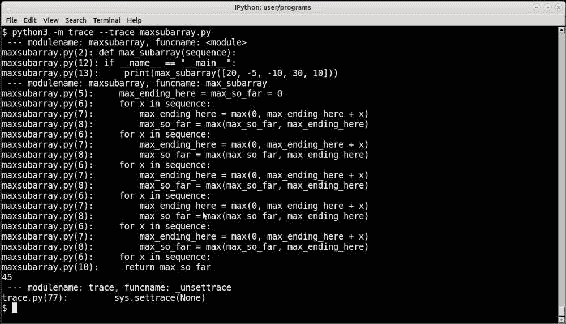 IPython: user/programs
File Edit View Search Terminal Help
$ python3 -m trace --trace maxsubarray.py
 --- modulename: maxsubarray, funcname: <module>
maxsubarray.py(2): def max_subarray(sequence):
maxsubarray.py(12): if __name__ == "__main__":
maxsubarray.py(13):     print(max_subarray([20, -5, -10, 30, 10]))
 --- modulename: maxsubarray, funcname: max_subarray
maxsubarray.py(5):     max_ending_here = max_so_far = 0
maxsubarray.py(6):     for x in sequence:
maxsubarray.py(7):         max_ending_here = max(0, max_ending_here + x)
maxsubarray.py(8):         max_so_far = max(max_so_far, max_ending_here)
maxsubarray.py(6):     for x in sequence:
maxsubarray.py(7):         max_ending_here = max(0, max_ending_here + x)
maxsubarray.py(8):         max_so_far = max(max_so_far, max_ending_here)
maxsubarray.py(6):     for x in sequence:
maxsubarray.py(7):         max_ending_here = max(0, max_ending_here + x)
maxsubarray.py(8):         max_so_far = max(max_so_far, max_ending_here)
maxsubarray.py(6):     for x in sequence:
maxsubarray.py(7):         max_ending_here = max(0, max_ending_here + x)
maxsubarray.py(8):         max_so_far = max(max_so_far, max_ending_here)
maxsubarray.py(6):     for x in sequence:
maxsubarray.py(7):         max_ending_here = max(0, max_ending_here + x)
maxsubarray.py(8):         max_so_far = max(max_so_far, max_ending_here)
maxsubarray.py(6):     for x in sequence:
maxsubarray.py(10):     return max_so_far
45
 --- modulename: trace, funcname: _unsettrace
trace.py(77):         sys.settrace(None)
$